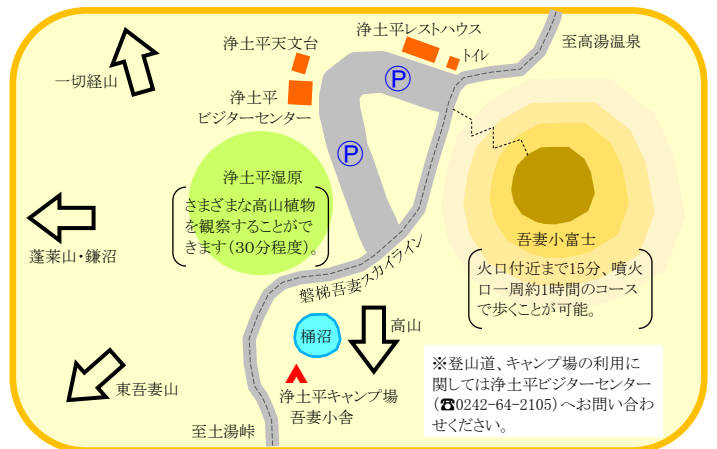 浄土平レストハウス
至高湯温泉
浄土平天文台
トイレ
一切経山
Ⓟ
浄土平
ビジターセンター
Ⓟ
浄土平湿原
さまざまな高山植物
を観察することがで
きます（30分程度）。
蓬莱山・鎌沼
吾妻小富士
火口付近まで15分、噴火
口一周約1時間のコース
で歩くことが可能。
磐梯吾妻スカイライン
高山
桶沼
東吾妻山
浄土平キャンプ場
吾妻小舎
至土湯峠
※登山道、キャンプ場の利用に
関しては浄土平ビジターセンター
（☎0242-64-2105）へお問い合わ
せください。